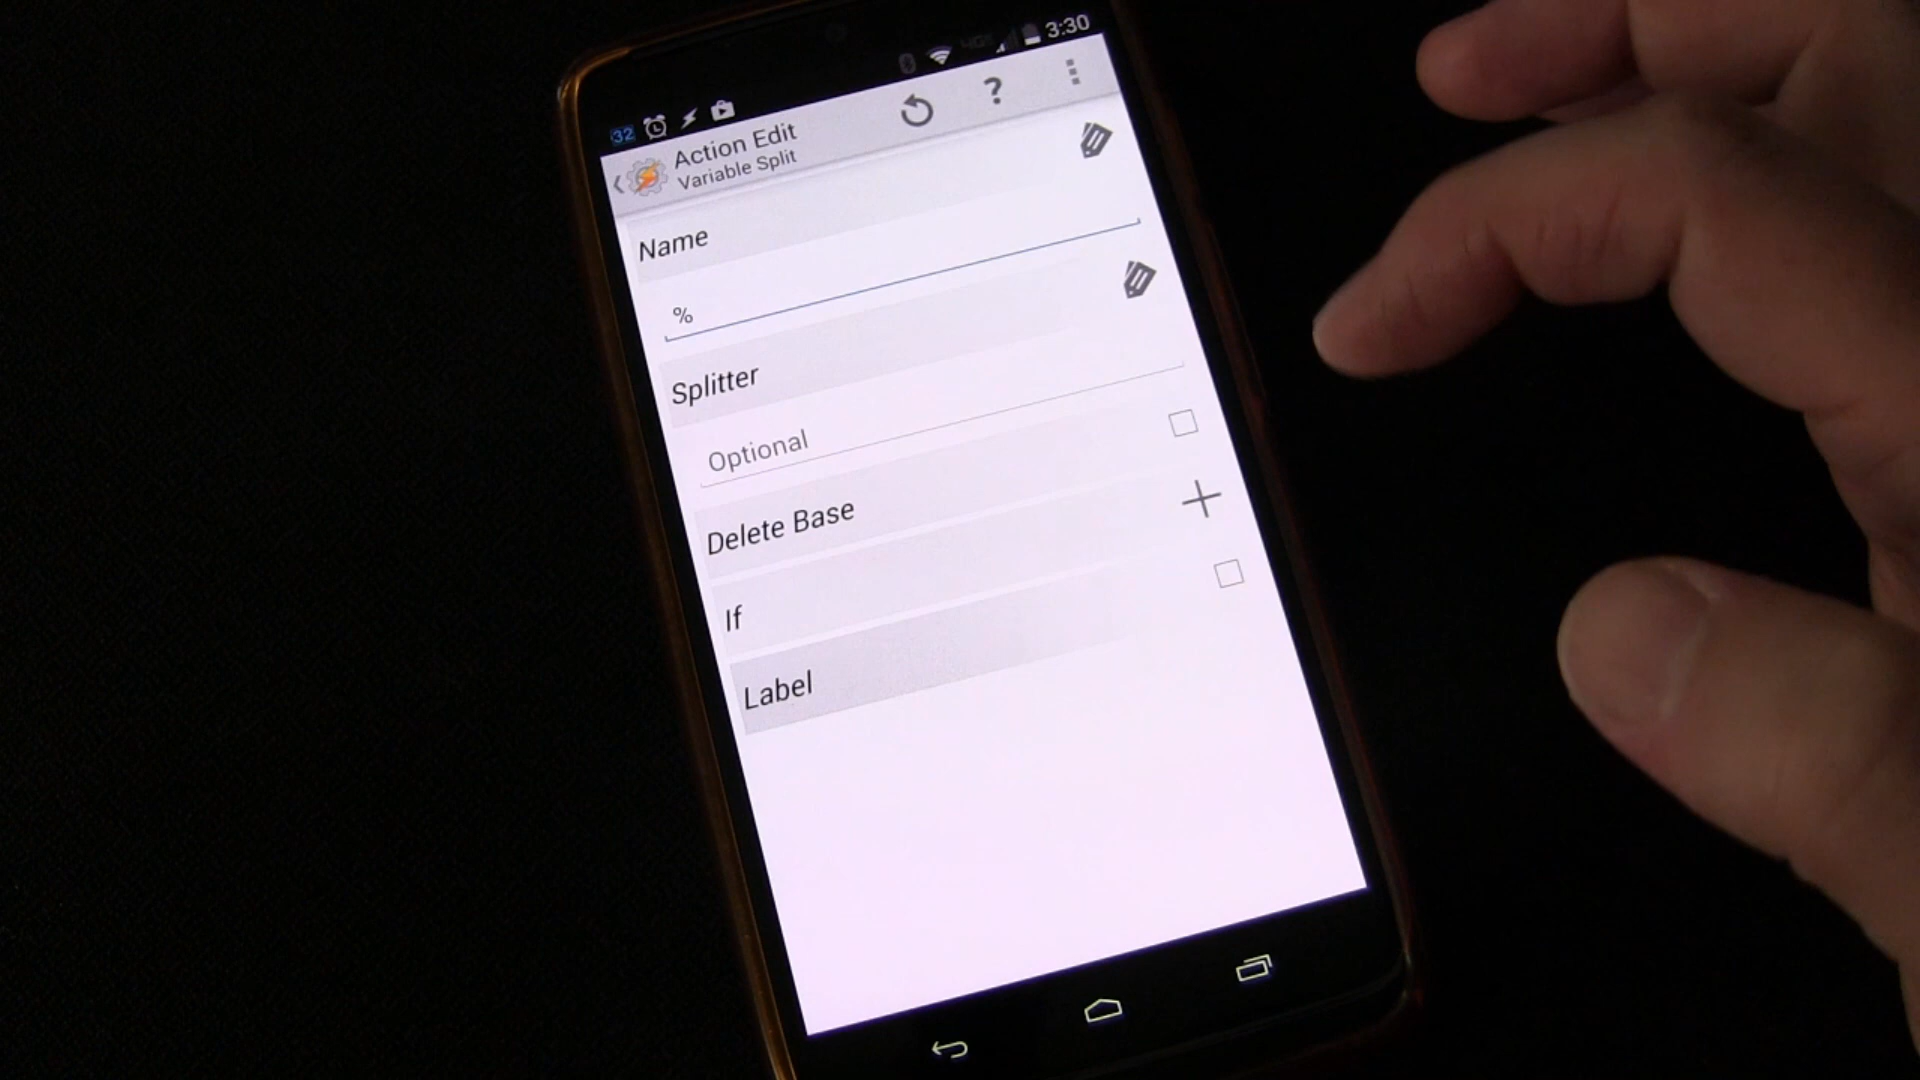 3:30
32
Action Edit
Variable Split
?
Name
%
Splitter
Optional
Delete Base
If
Label